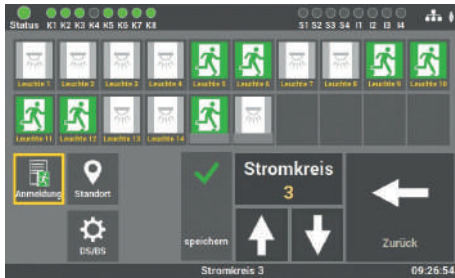 Status K1 K2 K3 K4 K5 K6 K7 K8 S1 S2 S3 S4 I1 I2 I3 I4
Leuchte 1 Leuchte 2 Leuchte 3 Leuchte 4 Leuchte 5 Leuchte 6 Leuchte 7 Leuchte 8 Leuchte 9 Leuchte 10
Leuchte 11 Leuchte 12 Leuchte 13 Leuchte 14
Anmeldung Standort
DS/BS
speichern
Stromkreis
3
Zurück
Stromkreis 3 09:26:54